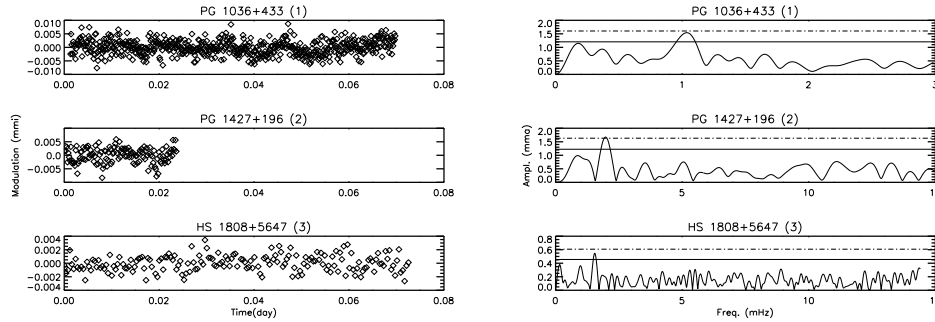 PG 1036+433 (1)
0.010
0.005
0.000
-0.005
-0.010
0.00 0.02 0.04 0.06 0.08
PG 1036+433 (1)
2.0
1.5
1.0
0.5
0.0
0 1 2 3
PG 1427+196 (2)
0.005
0.0
-0.005
0.00 0.02 0.04 0.06 0.08
Modulation (mmi)
PG 1427+196 (2)
2.0
1.5
1.0
0.5
0.0
0 5 10 1
Ampl. (mma)
HS 1808+5647 (3)
0.004
0.002
0.000
-0.002
-0.004
0.00 0.02 0.04 0.06 0.08
Time(day)
HS 1808+5647 (3)
0.8
0.6
0.4
0.2
0.0
0 5 10 1
Freq. (mHz)